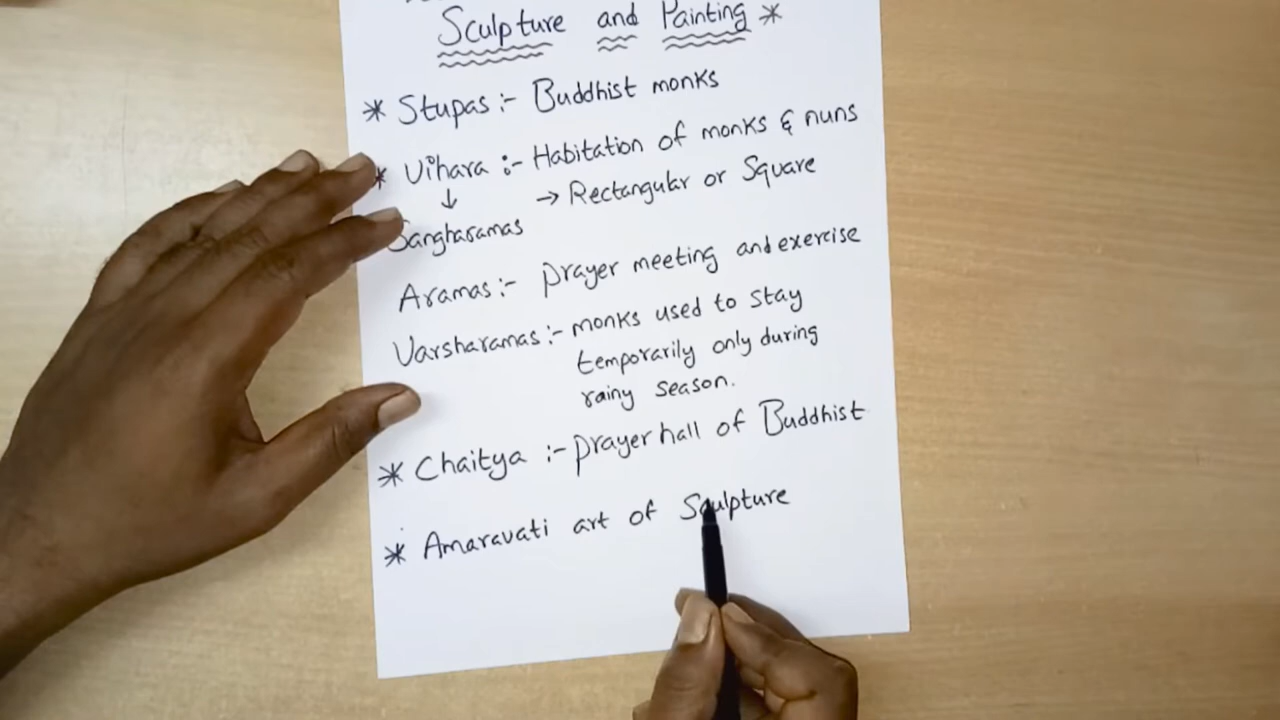 Sculpture and Painting *
* Stupas :- Buddhist monks
* Vihara :- Habitation of monks & nuns
↓ → Rectangular or Square
Sangharamas
Aramas :- prayer meeting and exercise
Varsharamas :- monks used to stay
temporarily only during
rainy season.
* Chaitya :- prayer hall of Buddhist
* Amaravati art of Sculpture